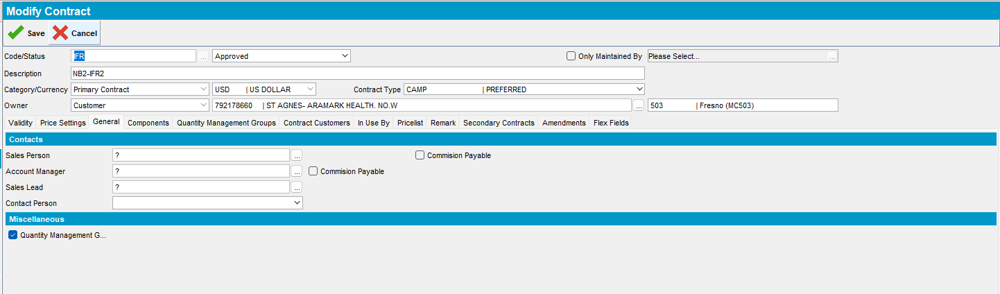 Modify Contract
Save Cancel
Code/Status IFR ... Approved Only Maintained By Please Select... ...
Description NB2-IFR2
Category/Currency Primary Contract USD | US DOLLAR Contract Type CAMP | PREFERRED
Owner Customer 792178660 | ST AGNES- ARAMARK HEALTH. NO.W ... 503 | Fresno (MC503)
Validity Price Settings General Components Quantity Management Groups Contract Customers In Use By Pricelist Remark Secondary Contracts Amendments Flex Fields
Contacts
Sales Person ? ... Commision Payable
Account Manager ? ... Commision Payable
Sales Lead ? ...
Contact Person
Miscellaneous
Quantity Management G...